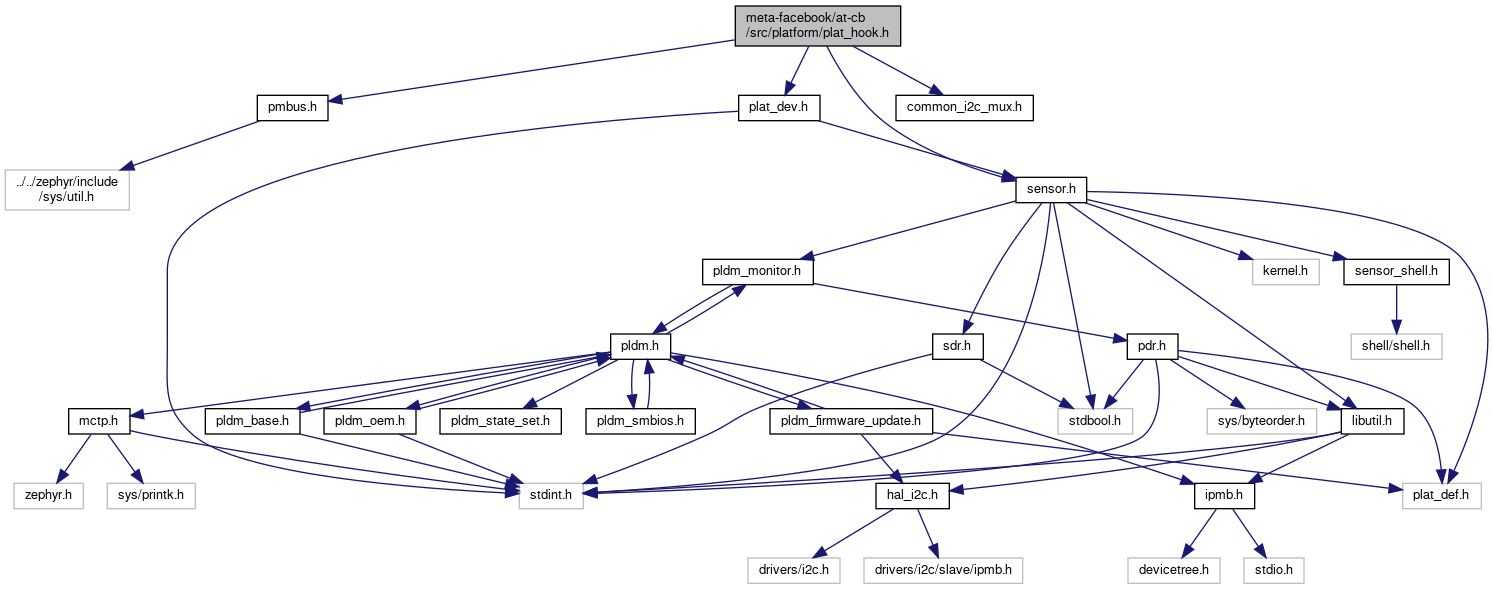 meta-facebook/at-cb
/src/platform/plat_hook.h
pmbus.h
plat_dev.h
common_i2c_mux.h
../../zephyr/include
/sys/util.h
sensor.h
pldm_monitor.h
kernel.h
sensor_shell.h
pldm.h
sdr.h
pdr.h
shell/shell.h
mctp.h
pldm_base.h
pldm_oem.h
pldm_state_set.h
pldm_smbios.h
pldm_firmware_update.h
stdbool.h
sys/byteorder.h
libutil.h
zephyr.h
sys/printk.h
stdint.h
hal_i2c.h
ipmb.h
plat_def.h
drivers/i2c.h
drivers/i2c/slave/ipmb.h
devicetree.h
stdio.h